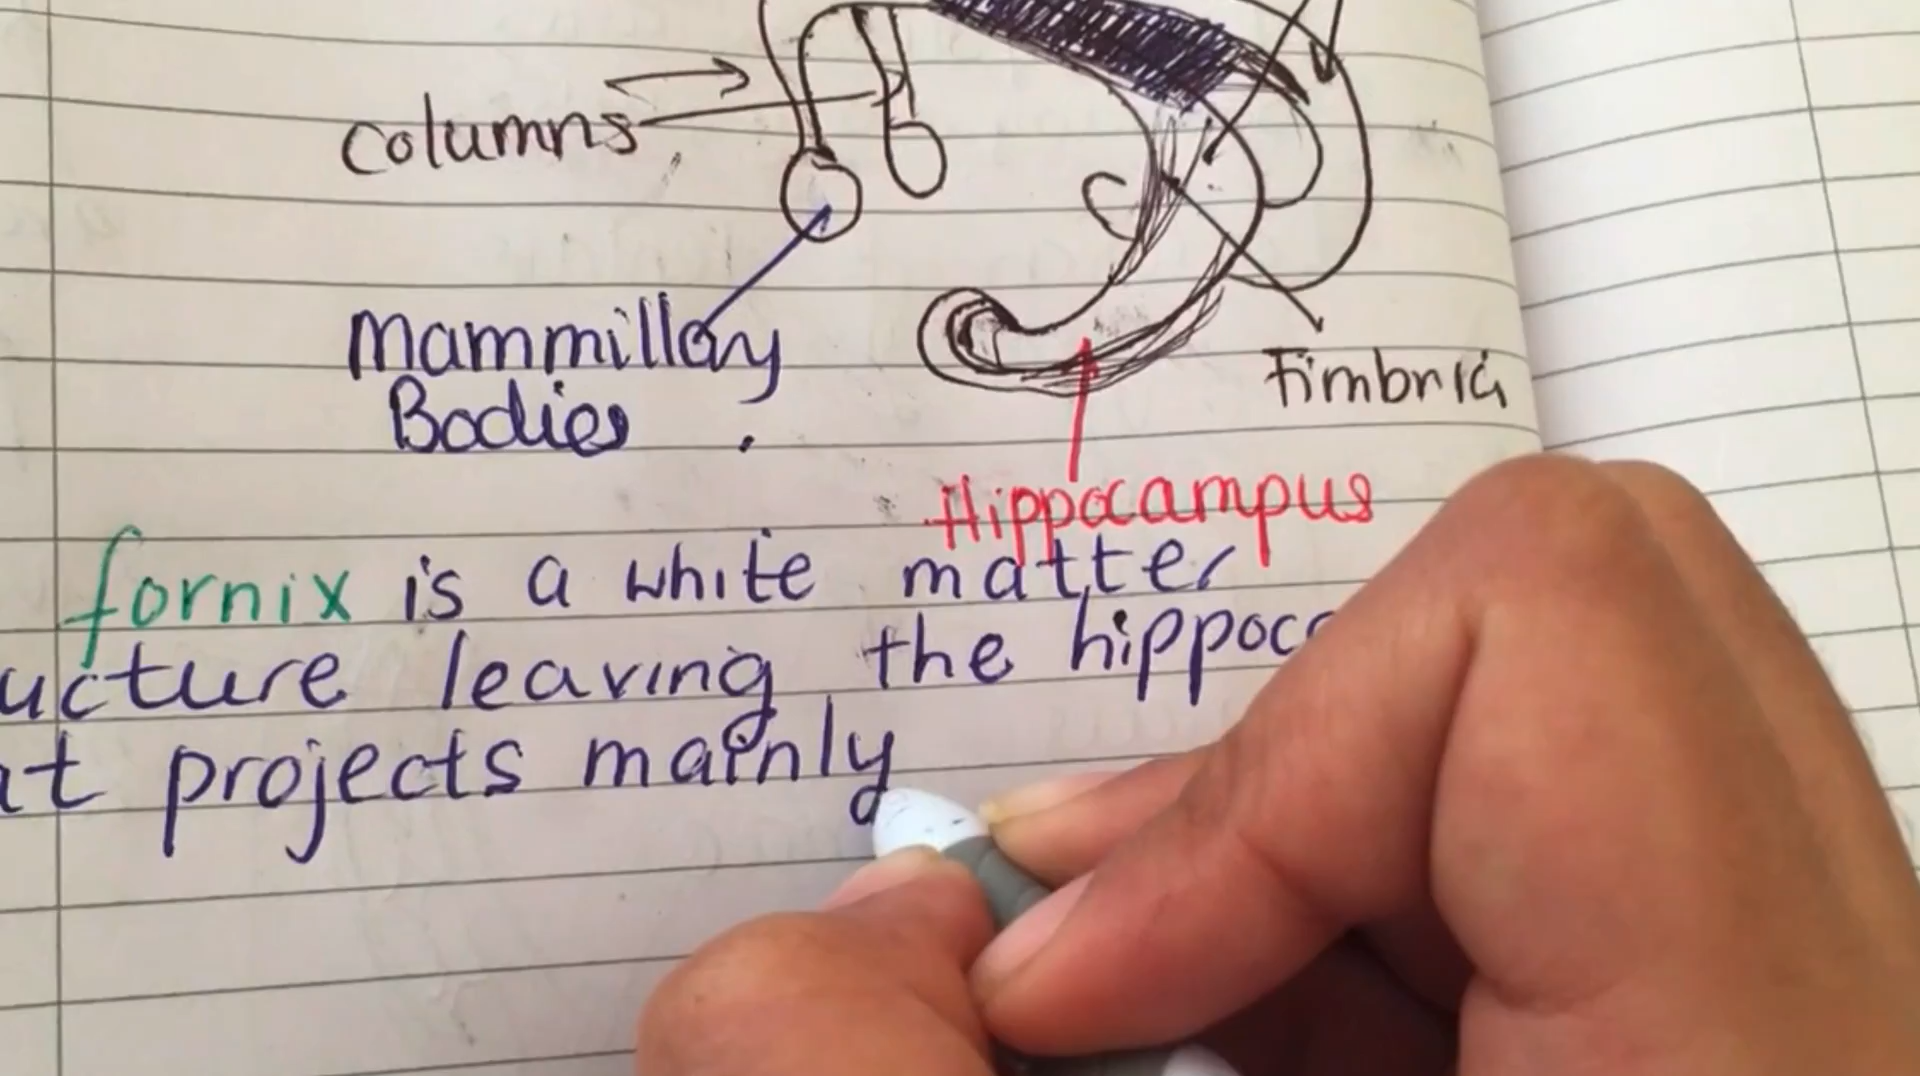 columns
Mammillary
Bodies
Fimbria
Hippocampus
fornix is a white matter
ucture leaving the hippoc
at projects mainly